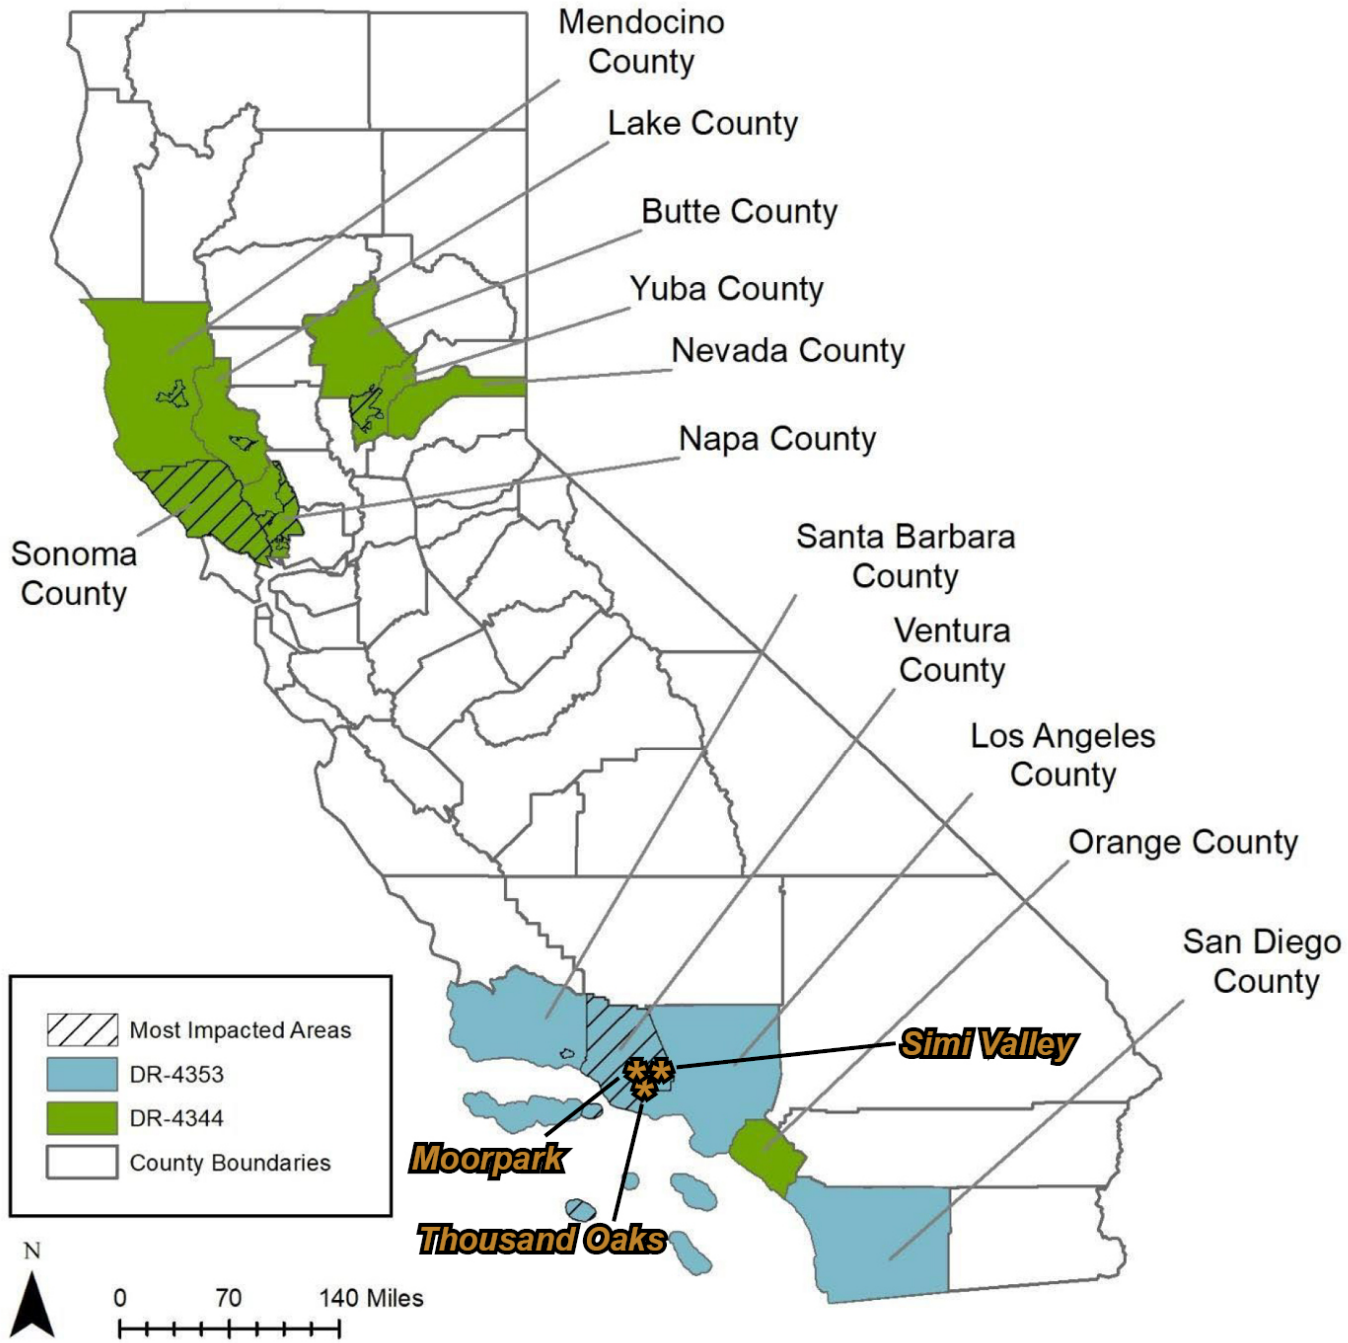 Mendocino
County
Lake County
Butte County
Yuba County
Nevada County
Napa County
Sonoma
County
Santa Barbara
County
Ventura
County
Los Angeles
County
Orange County
San Diego
County
Most Impacted Areas
DR-4353
DR-4344
County Boundaries
Simi Valley
Moorpark
Thousand Oaks
N
0 70 140 Miles